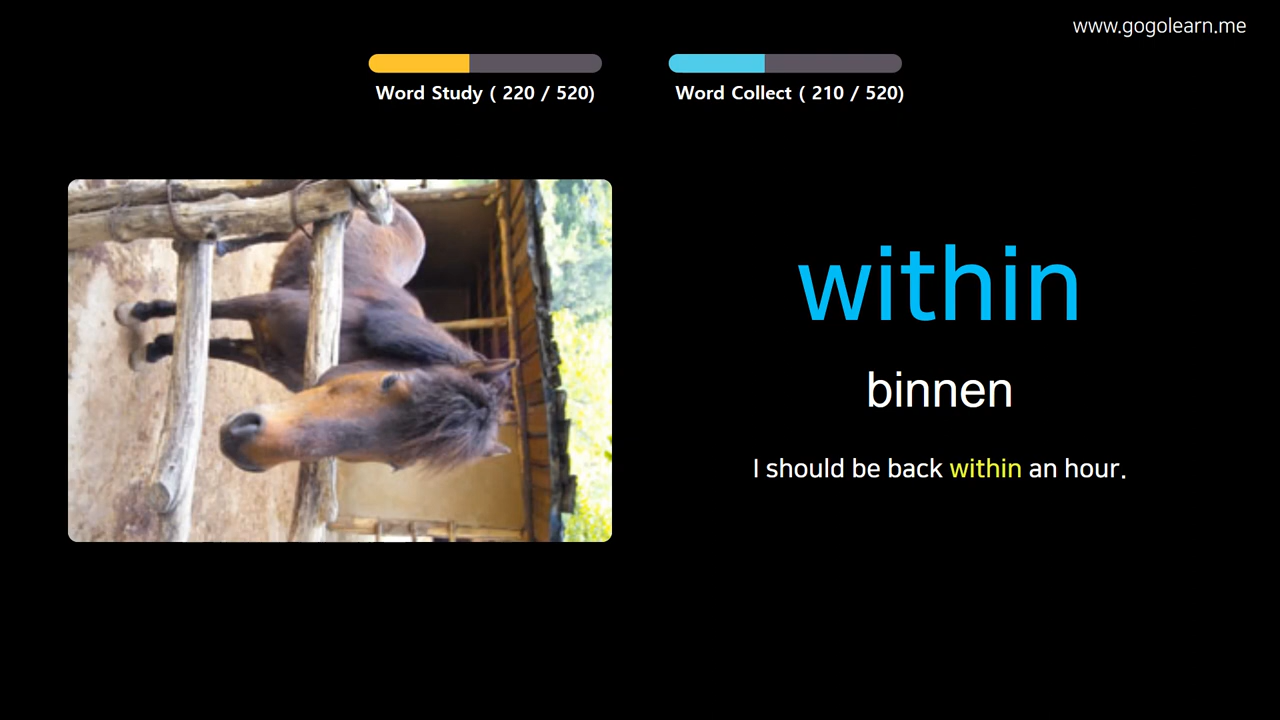 www.gogolearn.me
Word Study ( 220 / 520)
Word Collect ( 210 / 520)
within
binnen
I should be back within an hour.